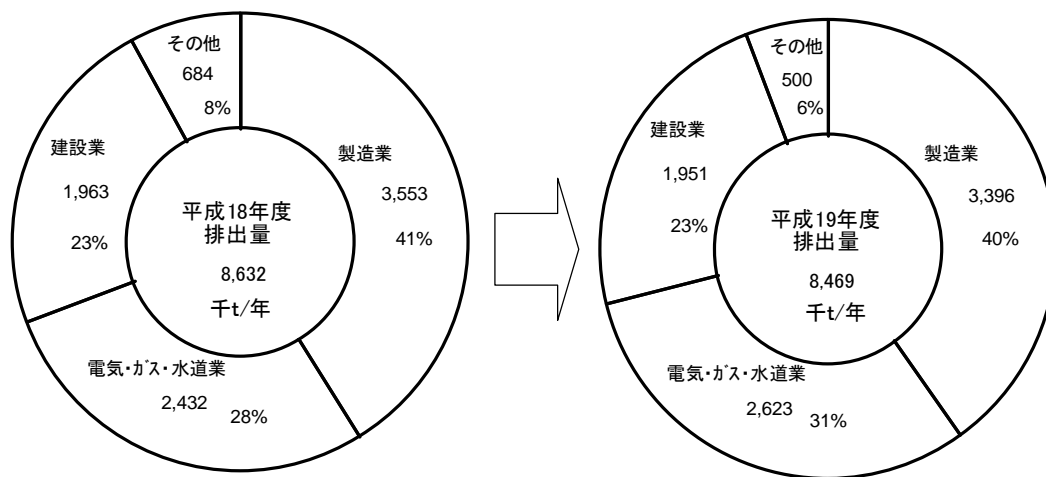 その他
684
8%
建設業
1,963
23%
製造業
3,553
41%
平成18年度
排出量
8,632
千t/年
電気・ｶﾞｽ・水道業
2,432
28%
その他
500
6%
建設業
1,951
23%
製造業
3,396
40%
平成19年度
排出量
8,469
千t/年
電気・ｶﾞｽ・水道業
2,623
31%